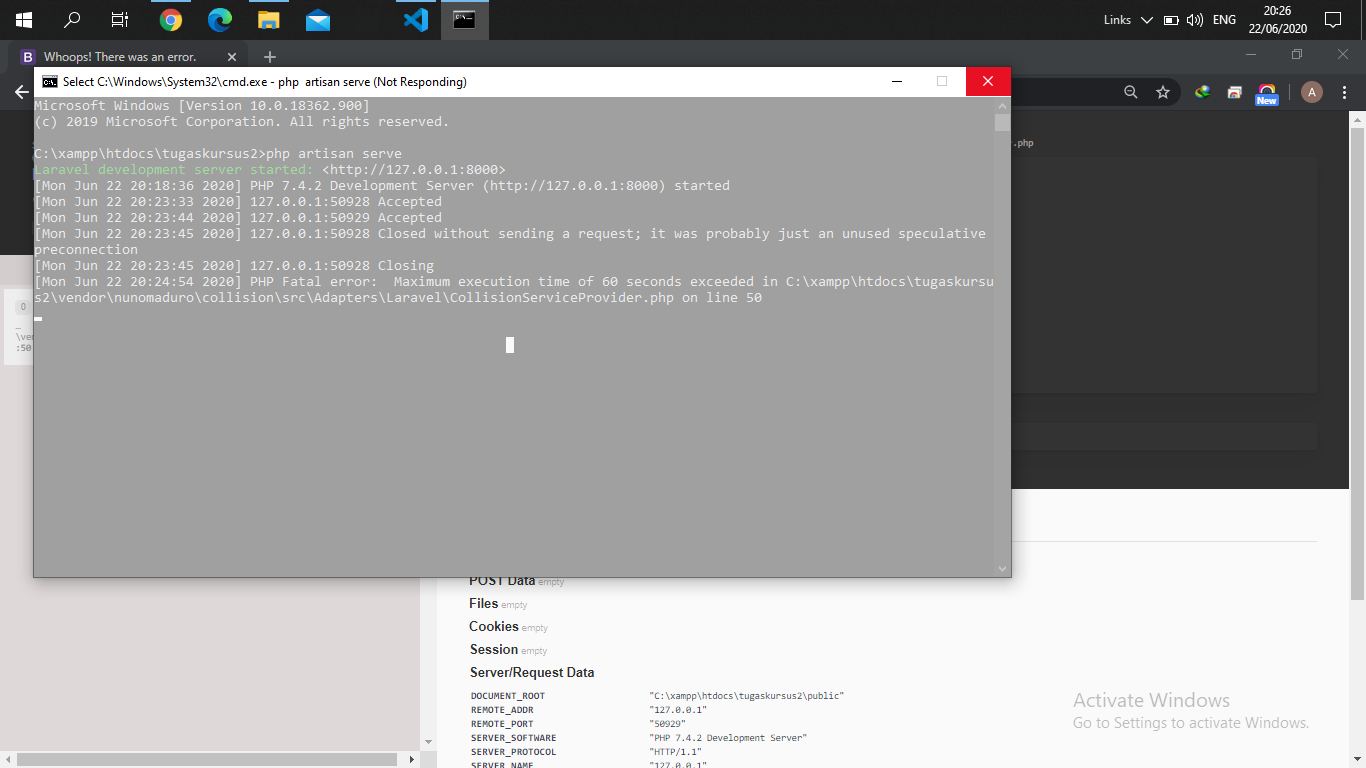 Links
ENG
20:26
22/06/2020
Whoops! There was an error.
Select C:\Windows\System32\cmd.exe - php  artisan serve (Not Responding)
New
A
Microsoft Windows [Version 10.0.18362.900]
(c) 2019 Microsoft Corporation. All rights reserved.
C:\xampp\htdocs\tugaskursus2>php artisan serve
Laravel development server started: <http://127.0.0.1:8000>
[Mon Jun 22 20:18:36 2020] PHP 7.4.2 Development Server (http://127.0.0.1:8000) started
[Mon Jun 22 20:23:33 2020] 127.0.0.1:50928 Accepted
[Mon Jun 22 20:23:44 2020] 127.0.0.1:50929 Accepted
[Mon Jun 22 20:23:45 2020] 127.0.0.1:50928 Closed without sending a request; it was probably just an unused speculative
preconnection
[Mon Jun 22 20:23:45 2020] 127.0.0.1:50928 Closing
[Mon Jun 22 20:24:54 2020] PHP Fatal error:  Maximum execution time of 60 seconds exceeded in C:\xampp\htdocs\tugaskursu
s2\vendor\nunomaduro\collision\src\Adapters\Laravel\CollisionServiceProvider.php on line 50
.php
0
…
\ve
:50
POST Data empty
Files empty
Cookies empty
Session empty
Server/Request Data
DOCUMENT_ROOT "C:\xampp\htdocs\tugaskursus2\public"
REMOTE_ADDR "127.0.0.1"
REMOTE_PORT "50929"
SERVER_SOFTWARE "PHP 7.4.2 Development Server"
SERVER_PROTOCOL "HTTP/1.1"
SERVER_NAME "127.0.0.1"
Activate Windows
Go to Settings to activate Windows.